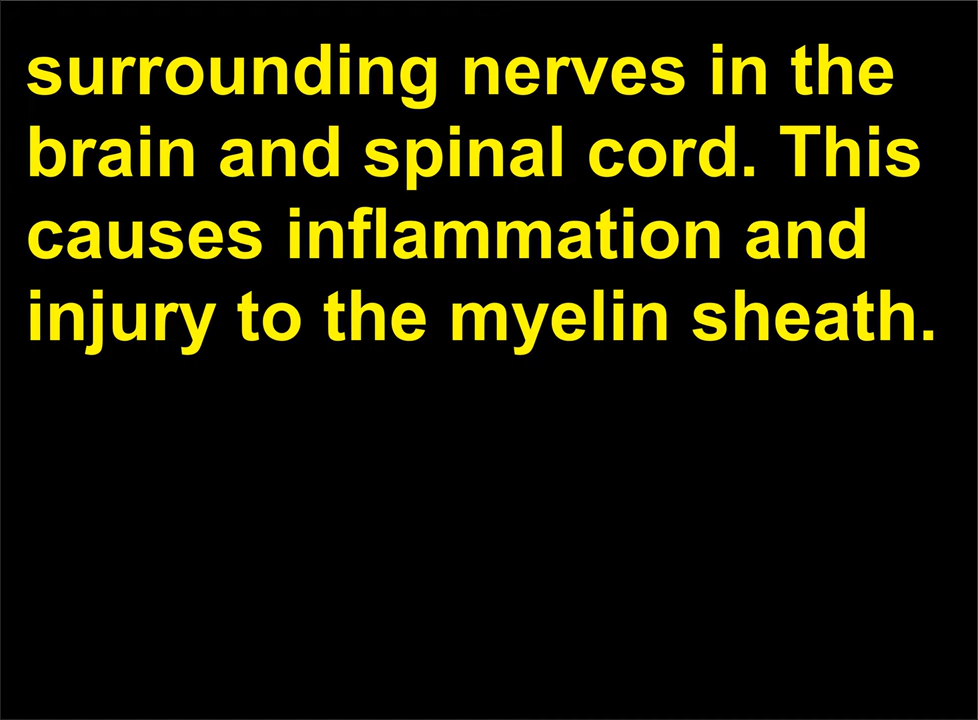 surrounding nerves in the
brain and spinal cord. This
causes inflammation and
injury to the myelin sheath.